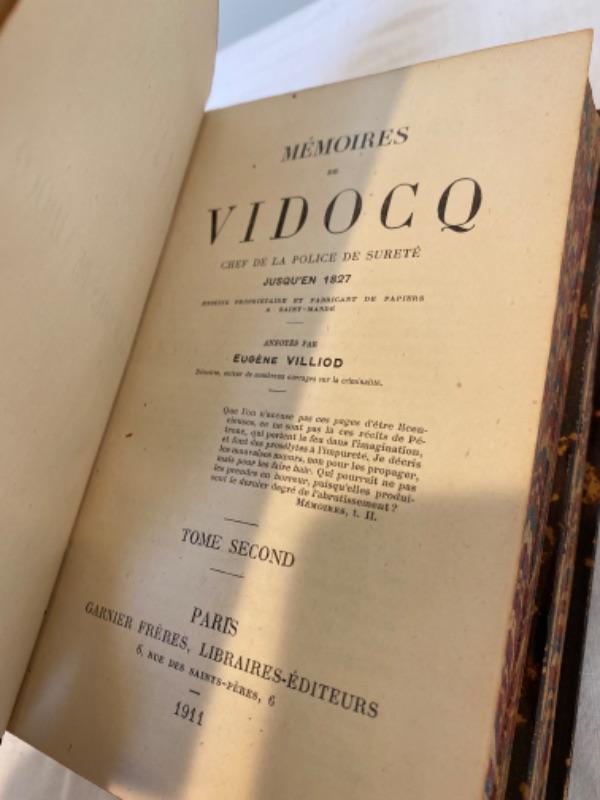 MÉMOIRES
DE
VIDOCQ
CHEF DE LA POLICE DE SURETÉ
JUSQU'EN 1827
PROPRIÉTAIRE ET FABRICANT DE PAPIERS
A SAINT-MANDÉ
ANNOTÉS PAR
EUGÈNE VILLIOD
Détective, auteur de nombreux ouvrages sur la criminalité.
Que l'on n'accuse pas ces pages d'être licen-
cieuses, ce ne sont pas là ces récits de Pé-
trone, qui portent le feu dans l'imagination,
et font des prosélytes à l'impureté. Je décris
les mauvaises mœurs, non pour les propager,
mais pour les faire haïr. Qui pourrait ne pas
les prendre en horreur, puisqu'elles produi-
sent le dernier degré de l'abrutissement ?
MÉMOIRES, t. II.
TOME SECOND
PARIS
GARNIER FRÈRES, LIBRAIRES-ÉDITEURS
6, RUE DES SAINTS-PÈRES, 6
1911